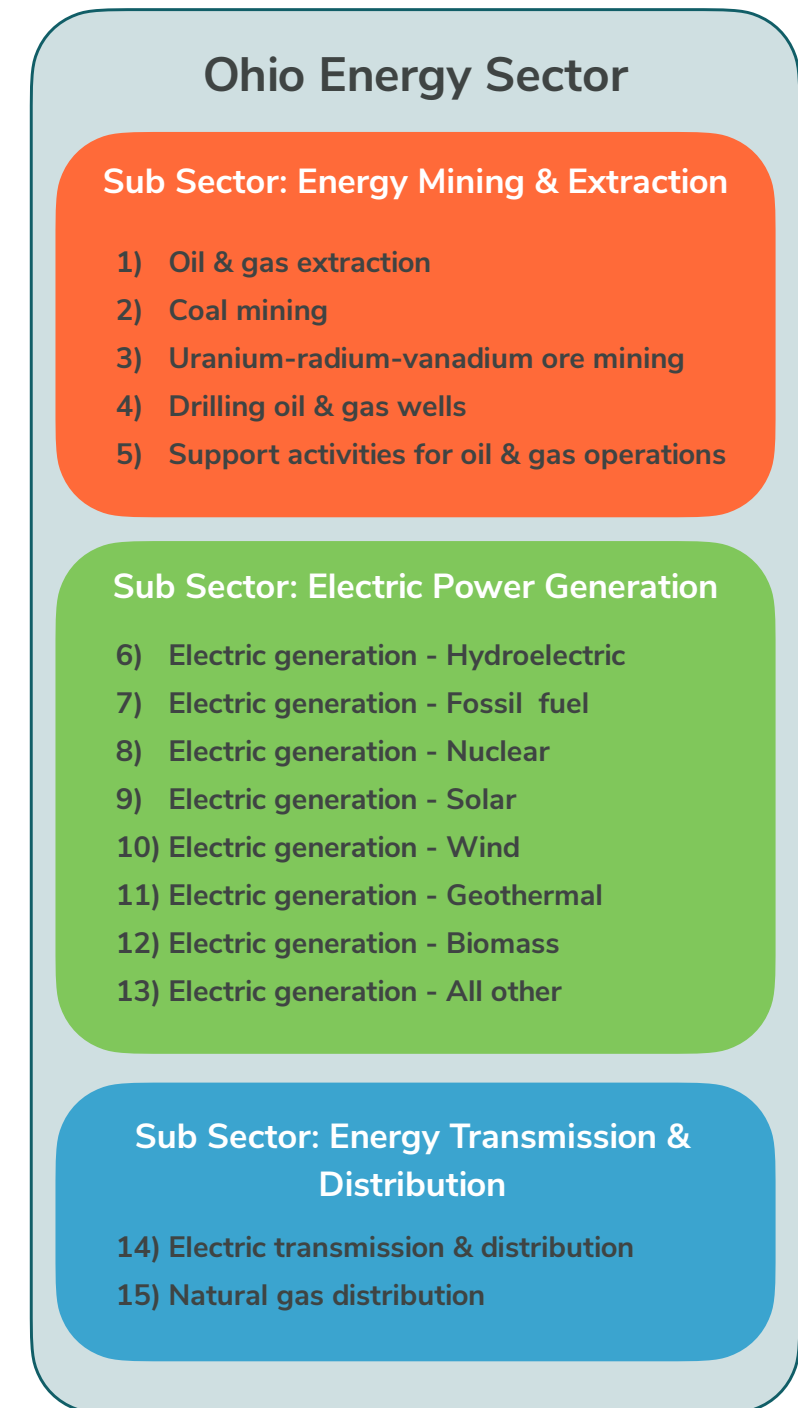 Ohio Energy Sector
Sub Sector: Energy Mining & Extraction
1) Oil & gas extraction
2) Coal mining
3) Uranium-radium-vanadium ore mining
4) Drilling oil & gas wells
5) Support activities for oil & gas operations
Sub Sector: Electric Power Generation
6) Electric generation - Hydroelectric
7) Electric generation - Fossil fuel
8) Electric generation - Nuclear
9) Electric generation - Solar
10) Electric generation - Wind
11) Electric generation - Geothermal
12) Electric generation - Biomass
13) Electric generation - All other
Sub Sector: Energy Transmission &
Distribution
14) Electric transmission & distribution
15) Natural gas distribution